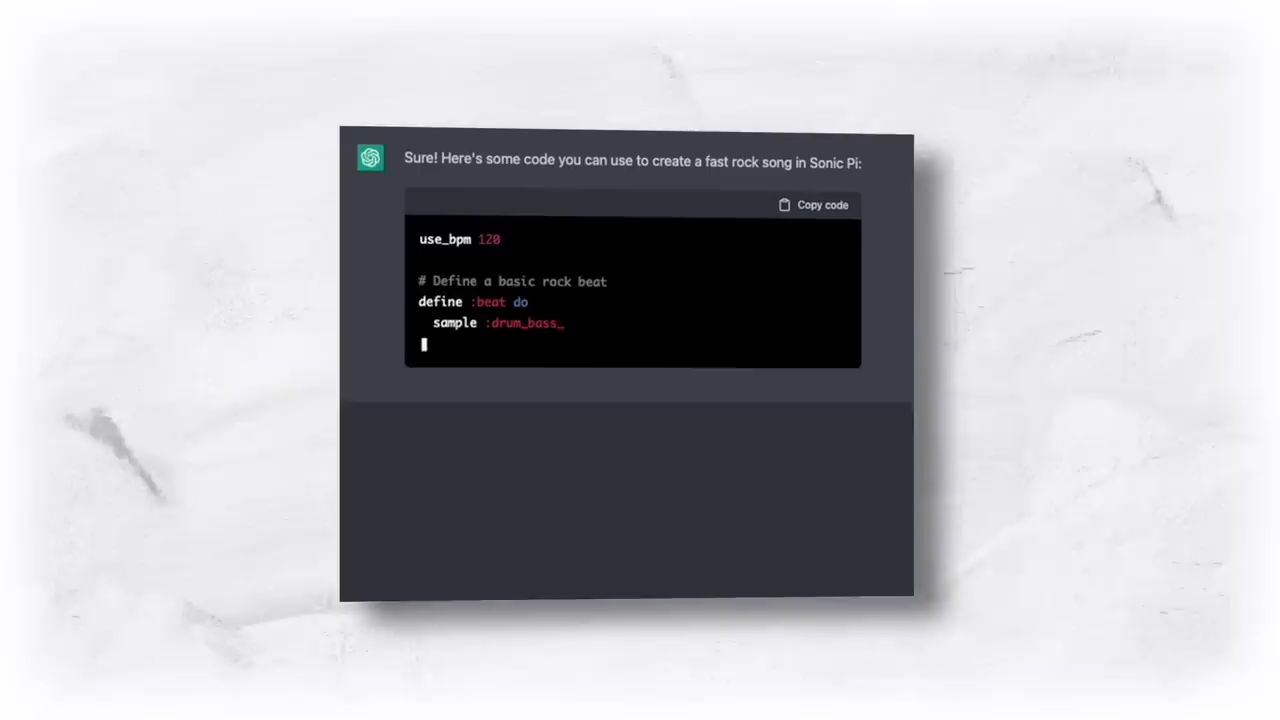 Sure! Here's some code you can use to create a fast rock song in Sonic Pi:
Copy code
use_bpm 120
# Define a basic rock beat
define :beat do
sample :drum_bass_